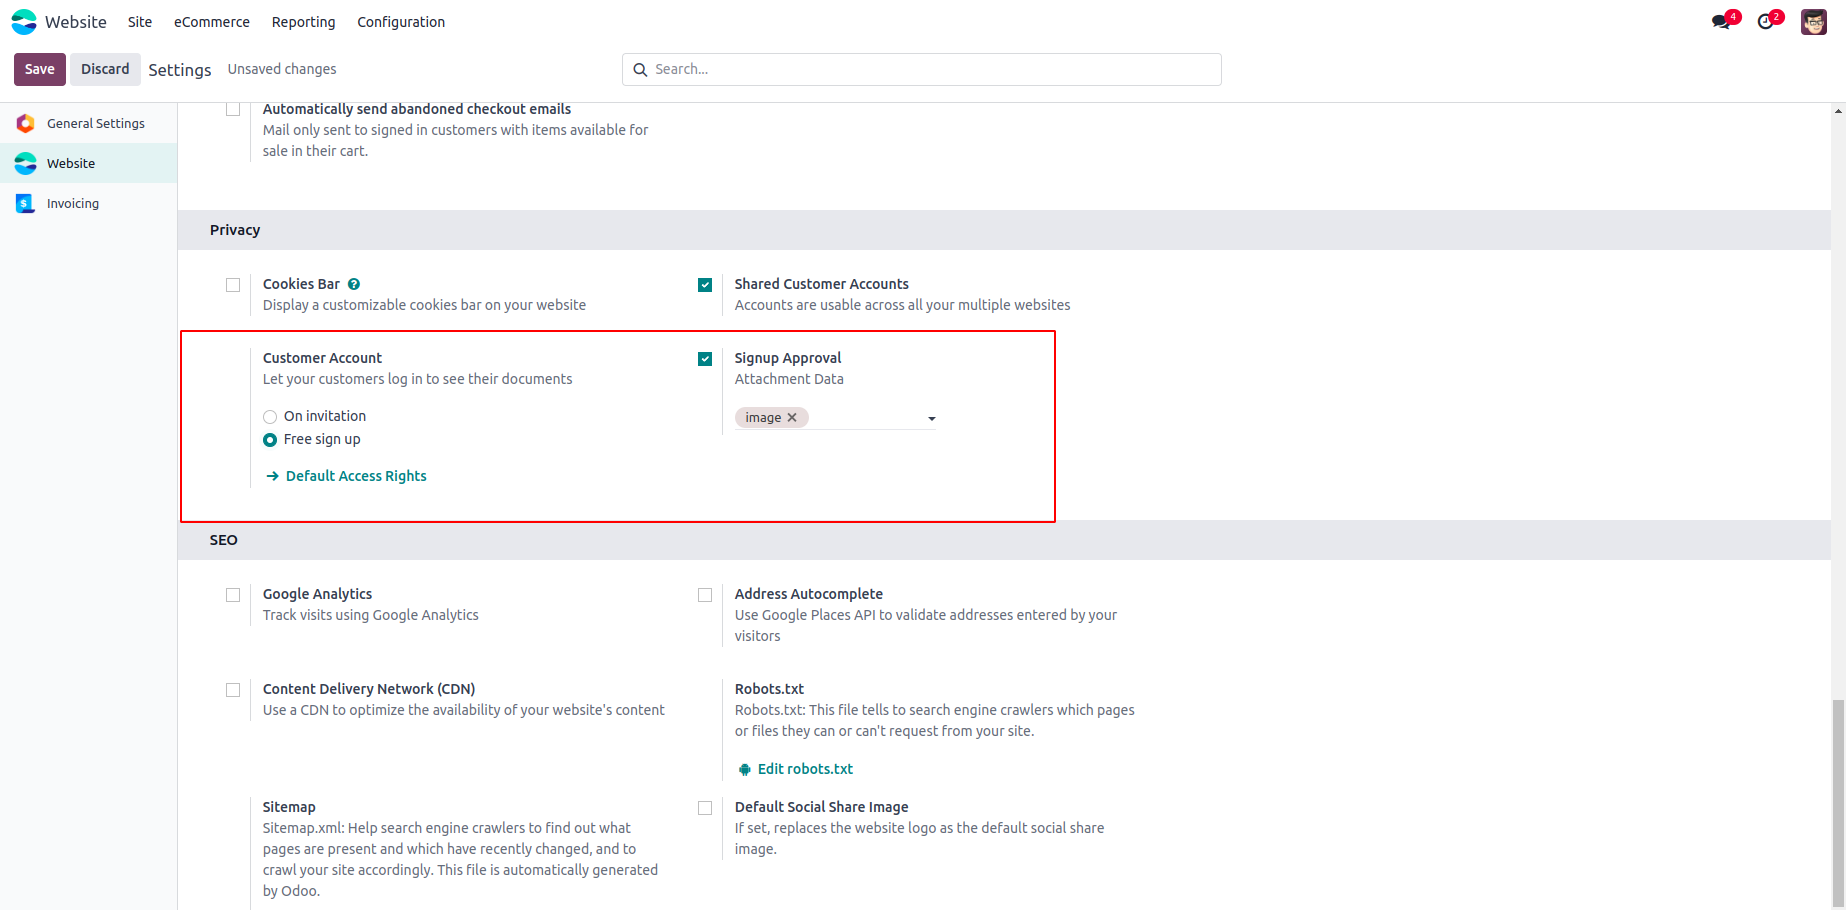 Website Site eCommerce Reporting Configuration 4 2
Save Discard Settings Unsaved changes Search...
General Settings
Website
Invoicing
Automatically send abandoned checkout emails
Mail only sent to signed in customers with items available for
sale in their cart.
Privacy
Cookies Bar ?
Display a customizable cookies bar on your website
Shared Customer Accounts
Accounts are usable across all your multiple websites
Customer Account
Let your customers log in to see their documents
On invitation
Free sign up
Default Access Rights
Signup Approval
Attachment Data
image
SEO
Google Analytics
Track visits using Google Analytics
Address Autocomplete
Use Google Places API to validate addresses entered by your
visitors
Content Delivery Network (CDN)
Use a CDN to optimize the availability of your website's content
Robots.txt
Robots.txt: This file tells to search engine crawlers which pages
or files they can or can't request from your site.
Edit robots.txt
Sitemap
Sitemap.xml: Help search engine crawlers to find out what
pages are present and which have recently changed, and to
crawl your site accordingly. This file is automatically generated
by Odoo.
Default Social Share Image
If set, replaces the website logo as the default social share
image.